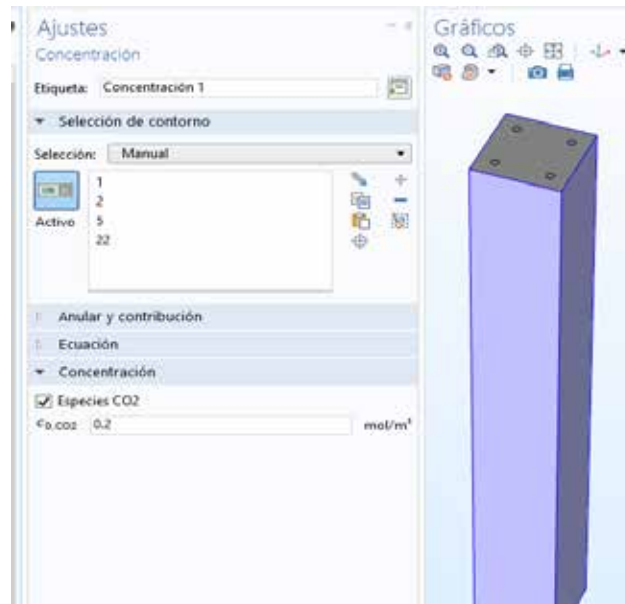 Ajustes
Concentración
Etiqueta: Concentración 1
Selección de contorno
Selección: Manual
Activo
1
2
5
22
Anular y contribución
Ecuación
Concentración
Especies CO2
c0,CO2 0.2 mol/m³
Gráficos